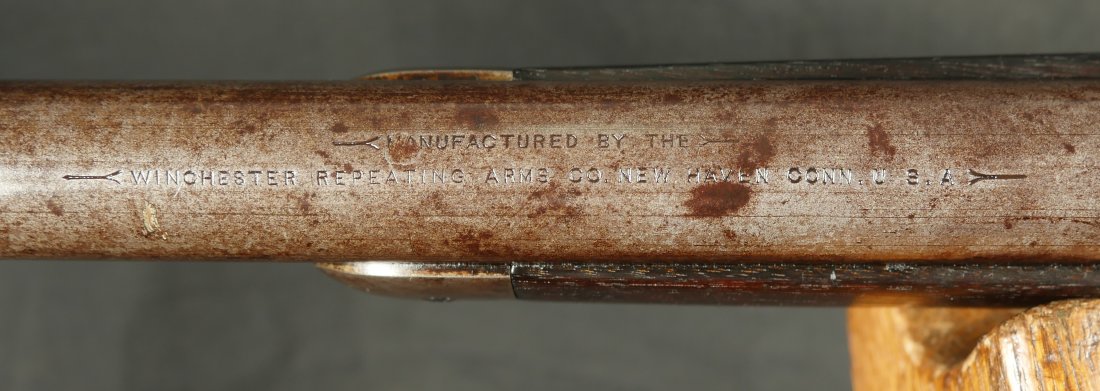 MANUFACTURED BY THE
WINCHESTER REPEATING ARMS CO. NEW HAVEN CONN. U.S.A